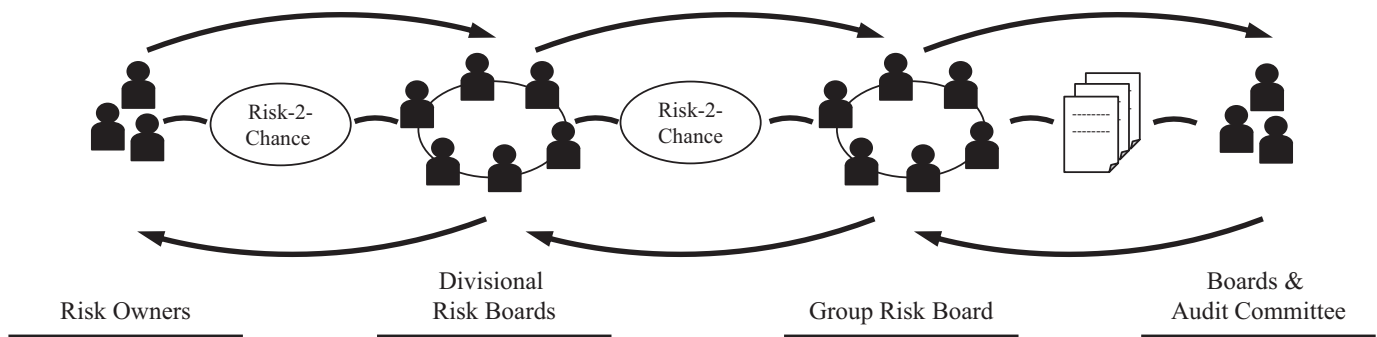 Risk-2-
Chance
Risk-2-
Chance
Risk Owners
Divisional
Risk Boards
Group Risk Board
Boards &
Audit Committee